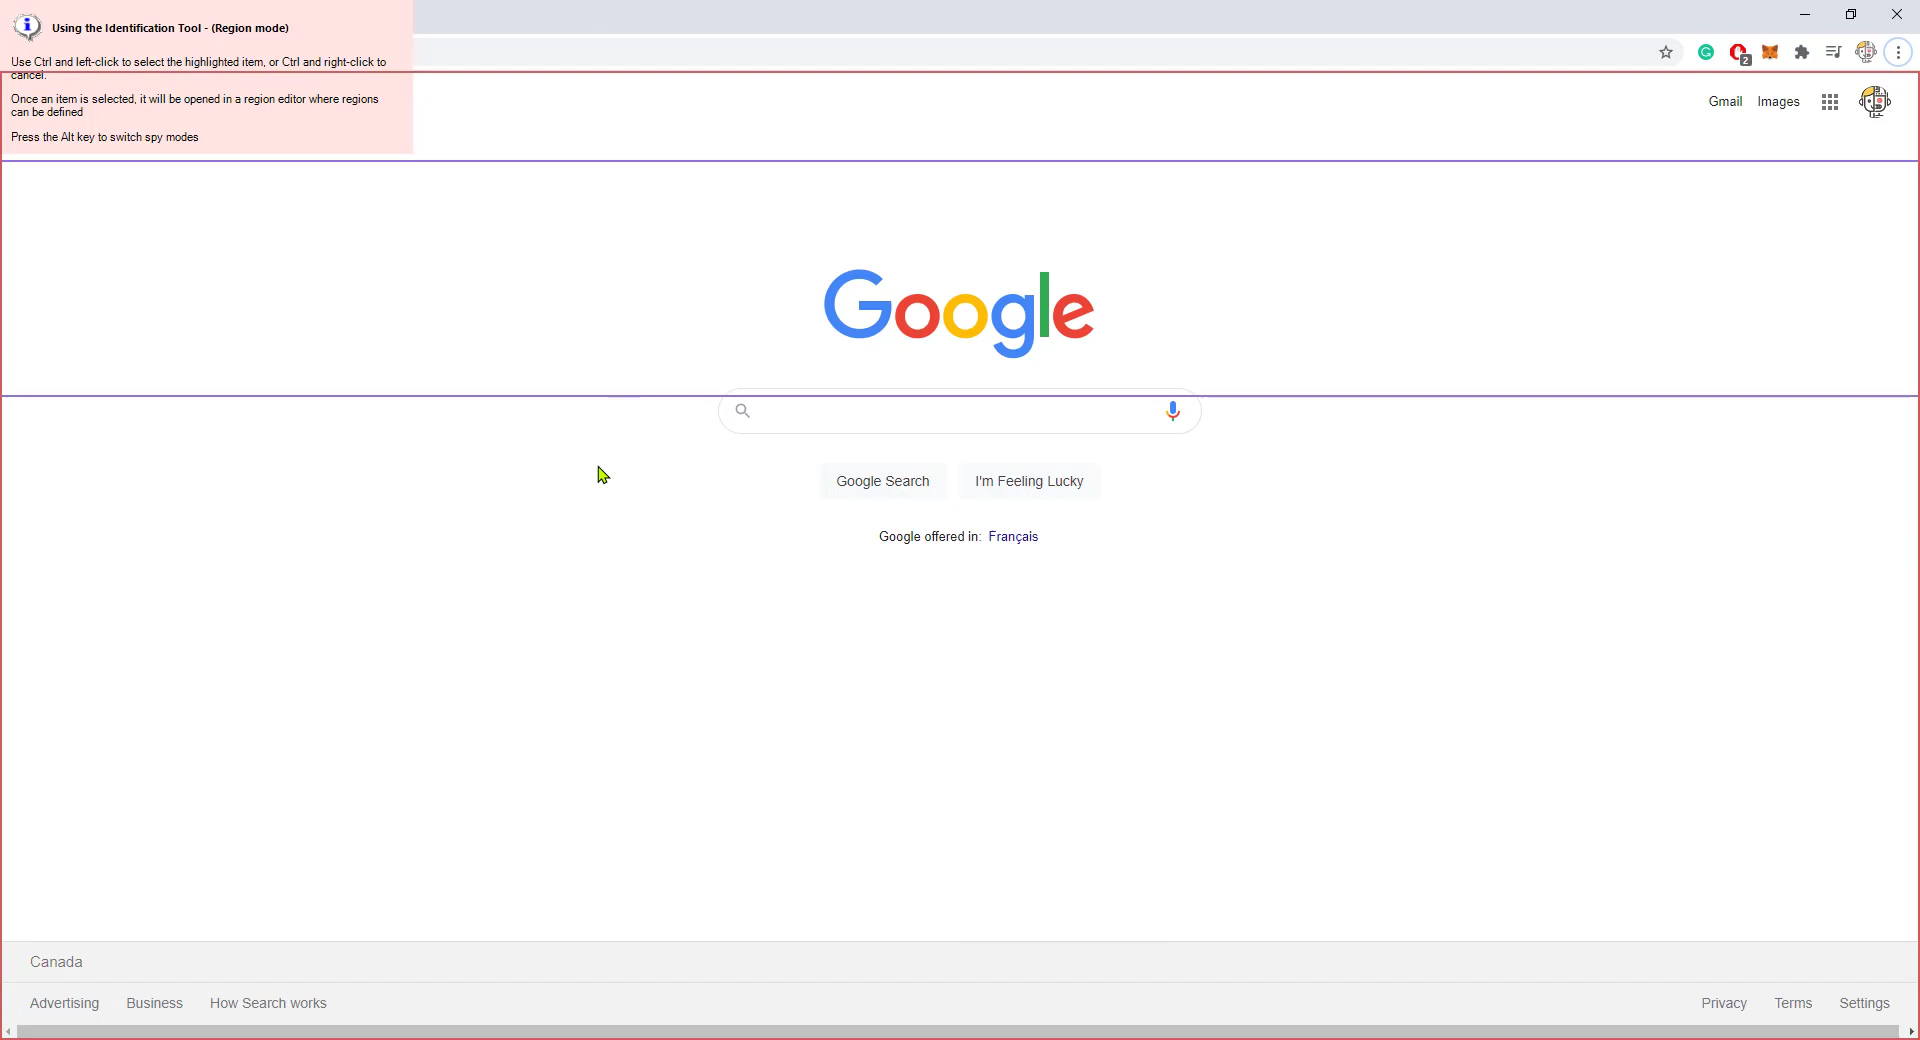 Using the Identification Tool - (Region mode)
Use Ctrl and left-click to select the highlighted item, or Ctrl and right-click to
cancel.
Once an item is selected, it will be opened in a region editor where regions
can be defined
Press the Alt key to switch spy modes
2
Gmail Images
Google
Google Search I'm Feeling Lucky
Google offered in: Français
Canada
Advertising Business How Search works Privacy Terms Settings